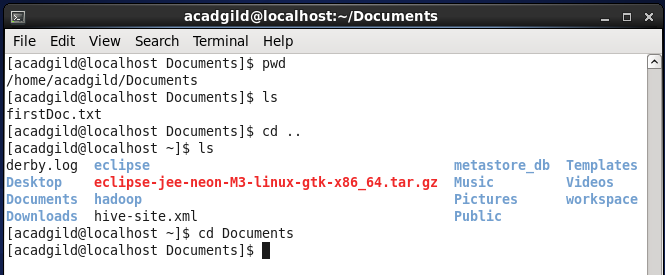 acadgild@localhost:~/Documents
File Edit View Search Terminal Help
[acadgild@localhost Documents]$ pwd
/home/acadgild/Documents
[acadgild@localhost Documents]$ ls
firstDoc.txt
[acadgild@localhost Documents]$ cd ..
[acadgild@localhost ~]$ ls
derby.log eclipse metastore_db Templates
Desktop eclipse-jee-neon-M3-linux-gtk-x86_64.tar.gz Music Videos
Documents hadoop Pictures workspace
Downloads hive-site.xml Public
[acadgild@localhost ~]$ cd Documents
[acadgild@localhost Documents]$